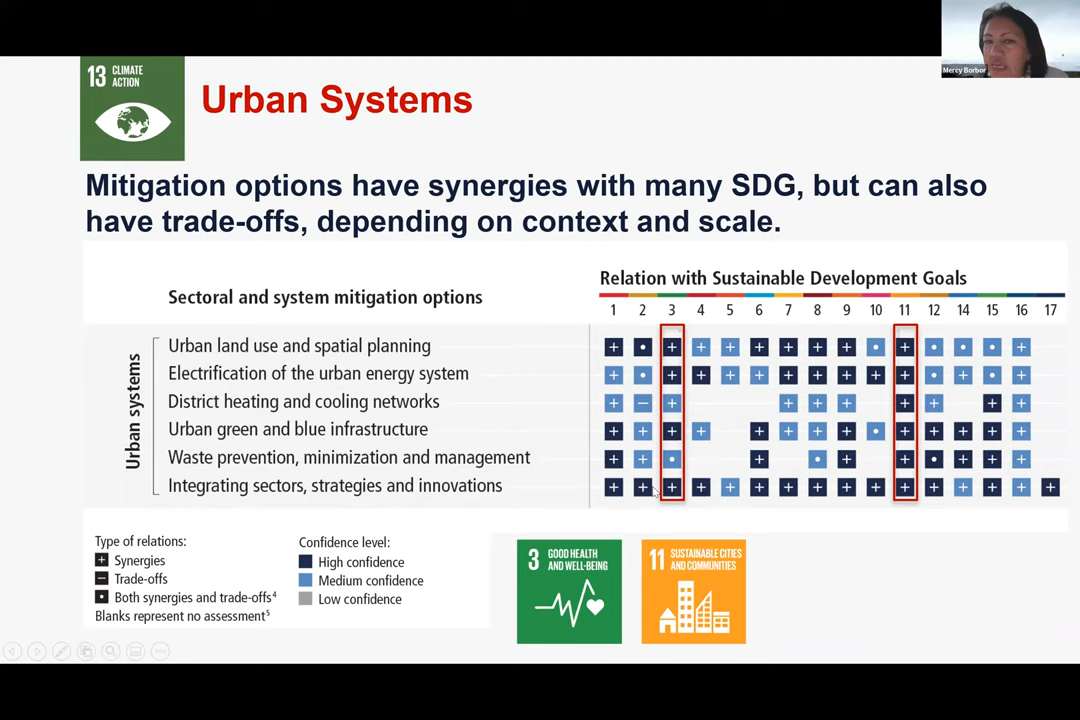 Mercy Borbor
13 CLIMATE
ACTION
Urban Systems
Mitigation options have synergies with many SDG, but can also
have trade-offs, depending on context and scale.
Relation with Sustainable Development Goals
Sectoral and system mitigation options
1 2 3 4 5 6 7 8 9 10 11 12 14 15 16 17
Urban systems
Urban land use and spatial planning
Electrification of the urban energy system
District heating and cooling networks
Urban green and blue infrastructure
Waste prevention, minimization and management
Integrating sectors, strategies and innovations
Type of relations:
Synergies
Trade-offs
Both synergies and trade-offs⁴
Blanks represent no assessment⁵
Confidence level:
High confidence
Medium confidence
Low confidence
3 GOOD HEALTH
AND WELL-BEING
11 SUSTAINABLE CITIES
AND COMMUNITIES